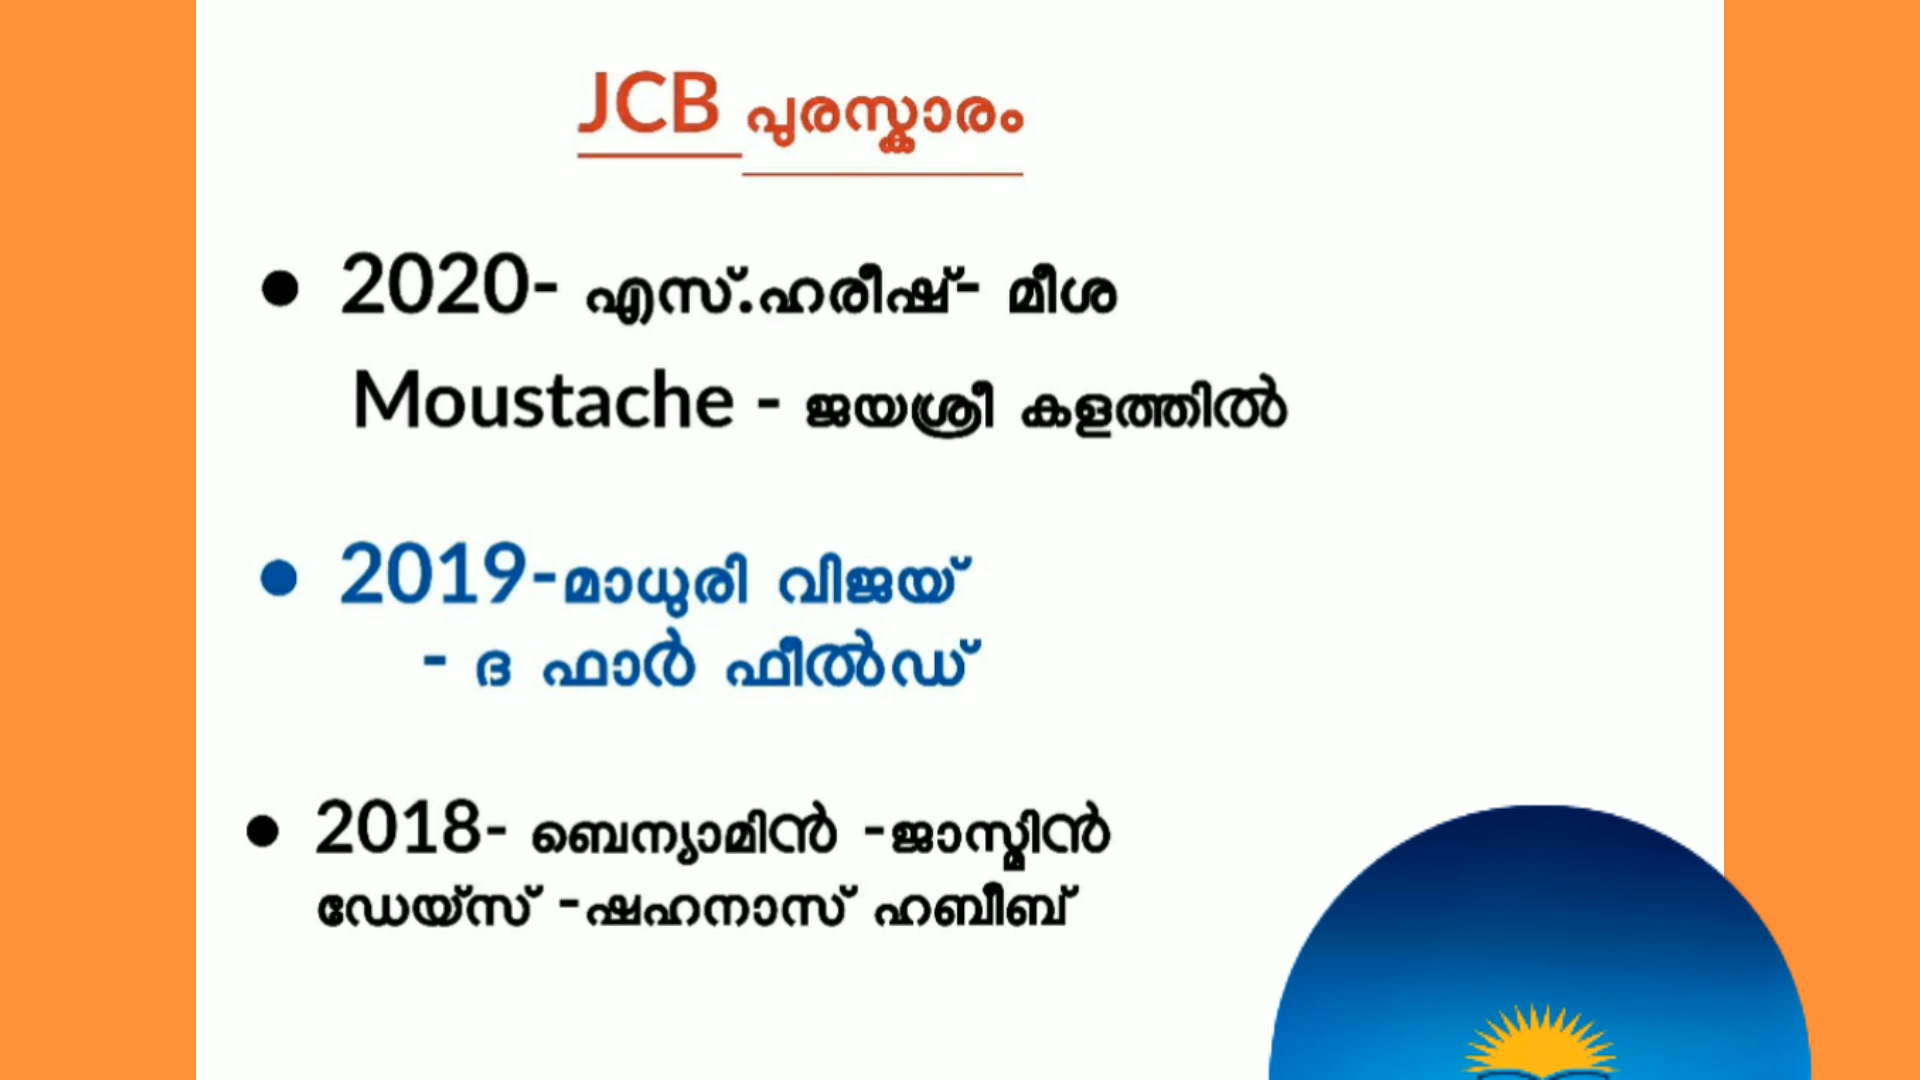 JCB പുരസ്കാരം
• 2020- എസ്.ഹരീഷ്- മീശ
Moustache - ജയശ്രീ കളത്തിൽ
• 2019-മാധുരി വിജയ്
- ദ ഫാർ ഫീൽഡ്
• 2018- ബെന്യാമിൻ -ജാസ്മിൻ
ഡേയ്സ് -ഷഹനാസ് ഹബീബ്